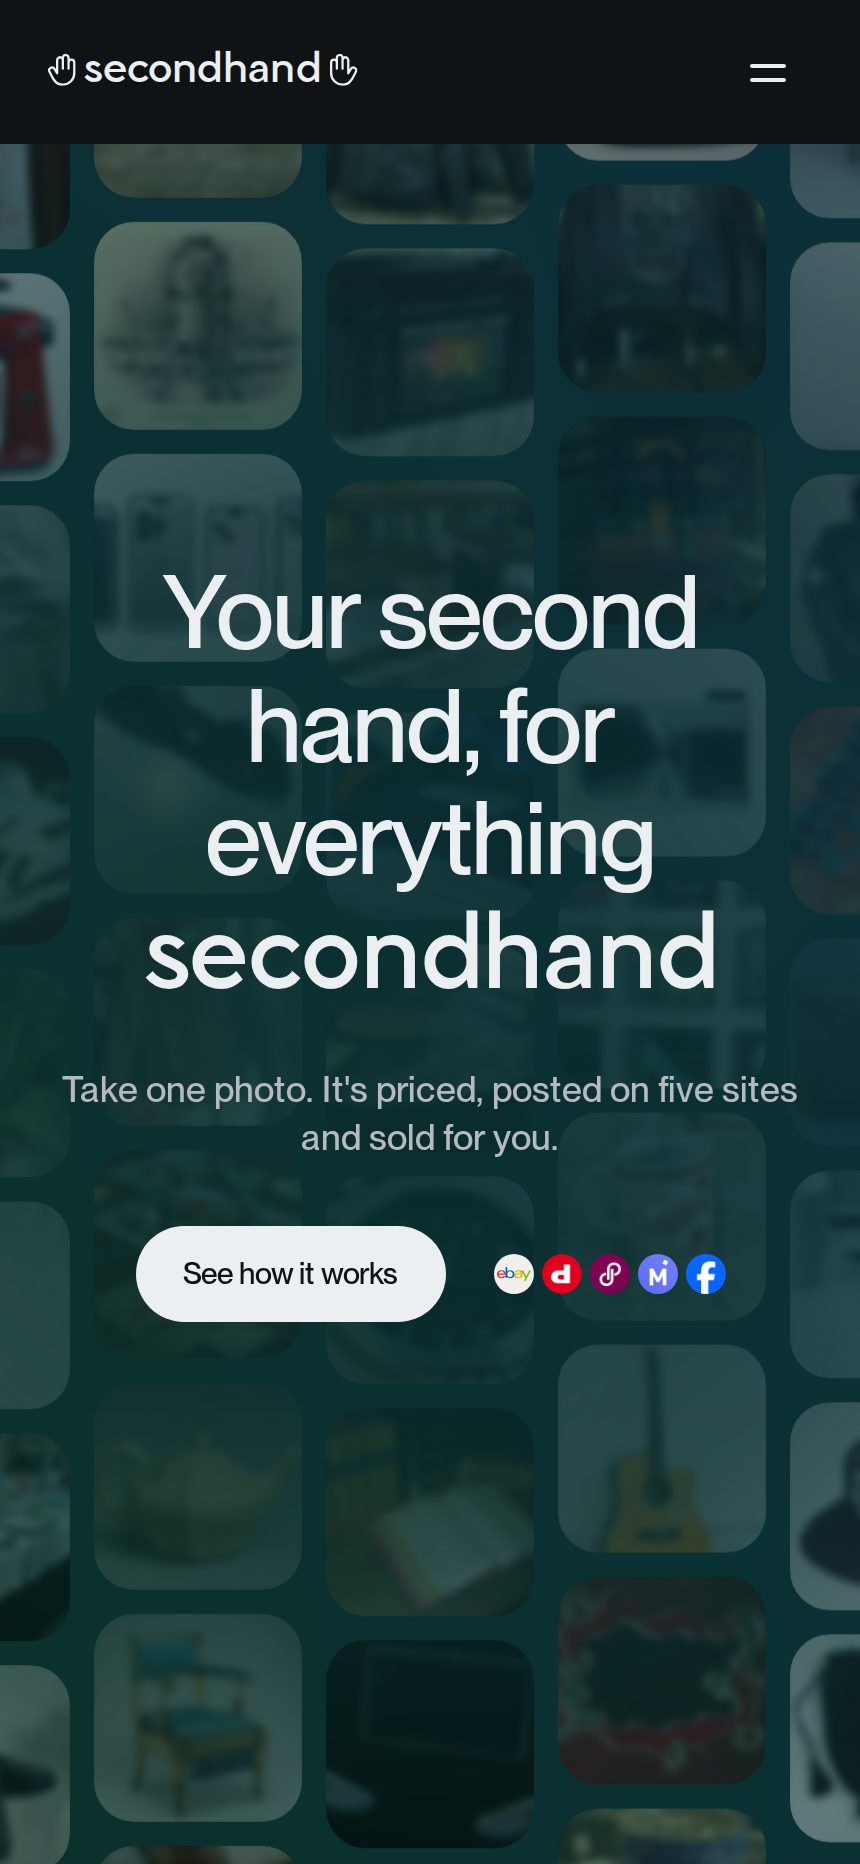 secondhand
Your second
hand, for
everything
secondhand
Take one photo. It's priced, posted on five sites
and sold for you.
See how it works
ebay